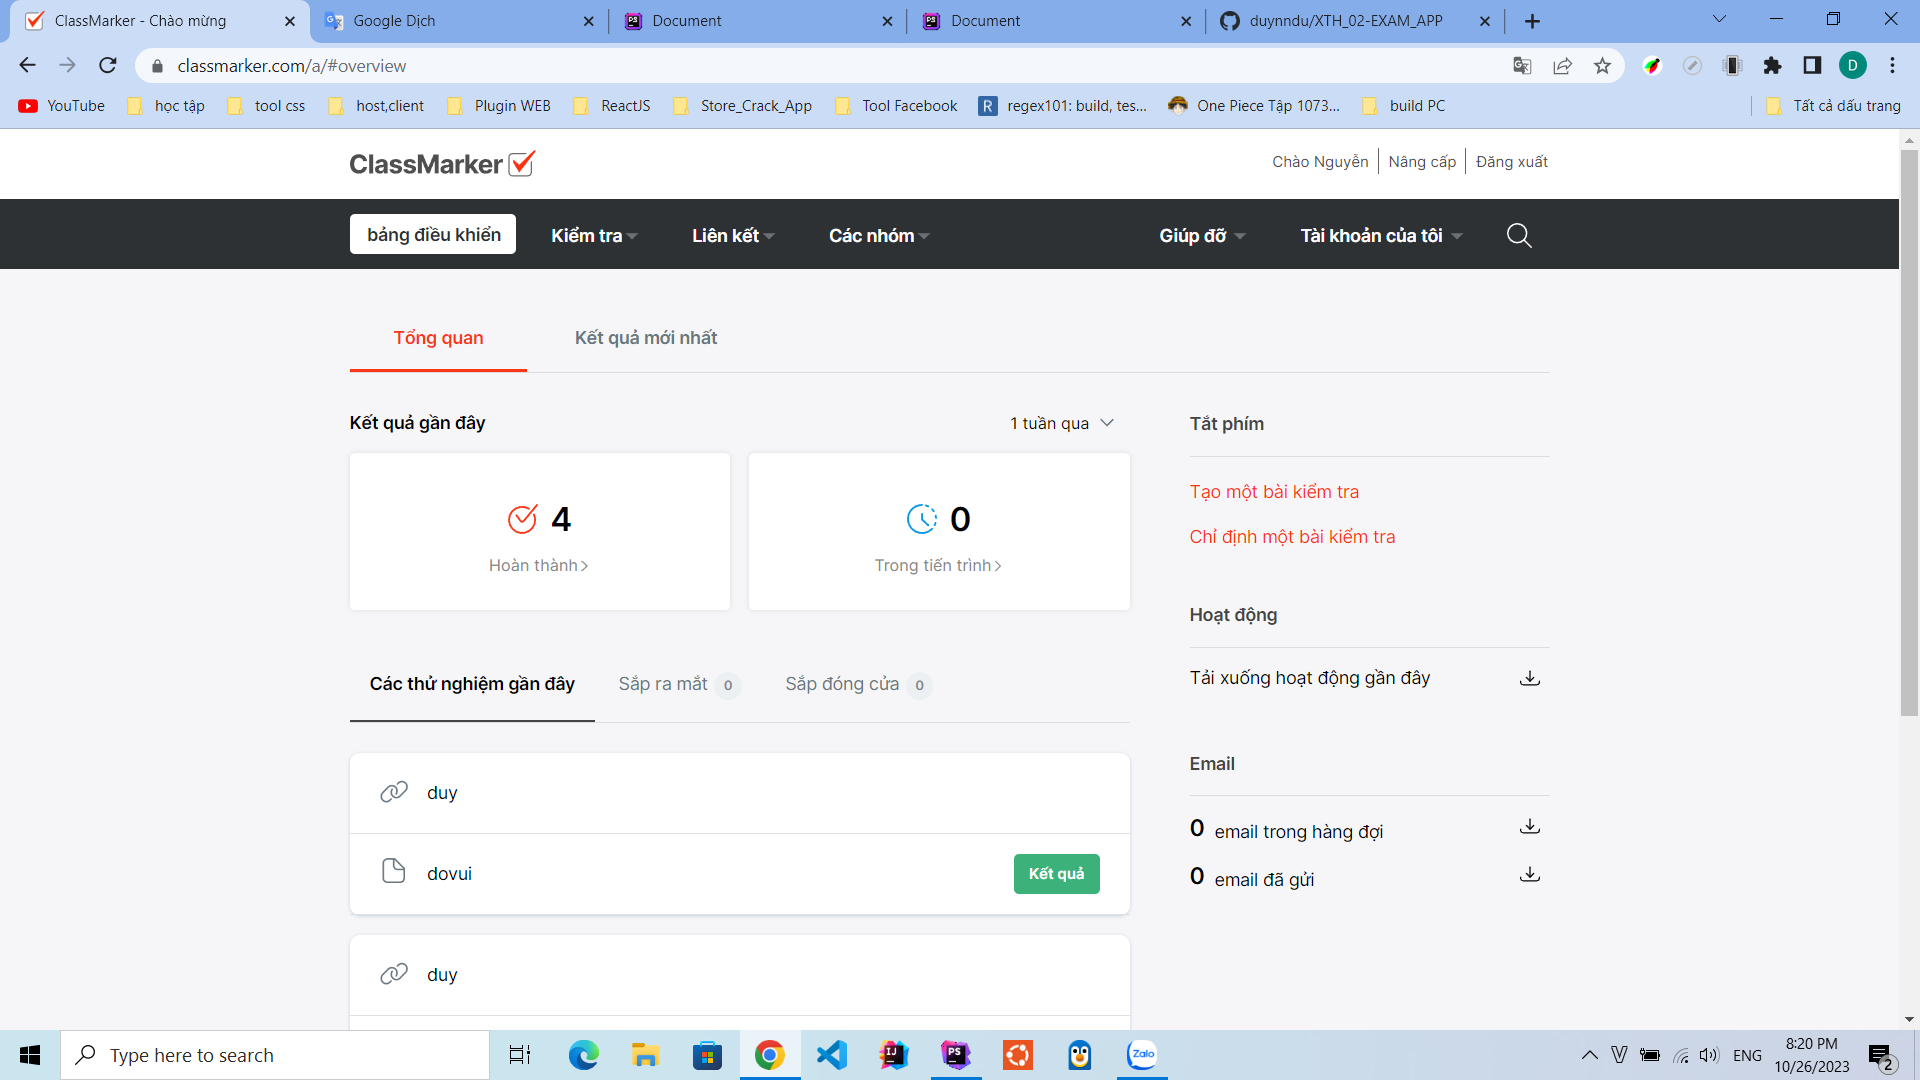 ClassMarker - Chào mừng
Google Dịch
Document
Document
duynndu/XTH_02-EXAM_APP
classmarker.com/a/#overview
D
YouTube
học tập
tool css
host,client
Plugin WEB
ReactJS
Store_Crack_App
Tool Facebook
regex101: build, tes...
One Piece Tập 1073...
build PC
Tất cả dấu trang
ClassMarker
Chào Nguyễn
Nâng cấp
Đăng xuất
bảng điều khiển
Kiểm tra
Liên kết
Các nhóm
Giúp đỡ
Tài khoản của tôi
Tổng quan
Kết quả mới nhất
Kết quả gần đây
1 tuần qua
4
Hoàn thành
0
Trong tiến trình
Tắt phím
Tạo một bài kiểm tra
Chỉ định một bài kiểm tra
Hoạt động
Tải xuống hoạt động gần đây
Email
0 email trong hàng đợi
0 email đã gửi
Các thử nghiệm gần đây
Sắp ra mắt 0
Sắp đóng cửa 0
duy
dovui
Kết quả
duy
Type here to search
Zalo
ENG
8:20 PM
10/26/2023
2